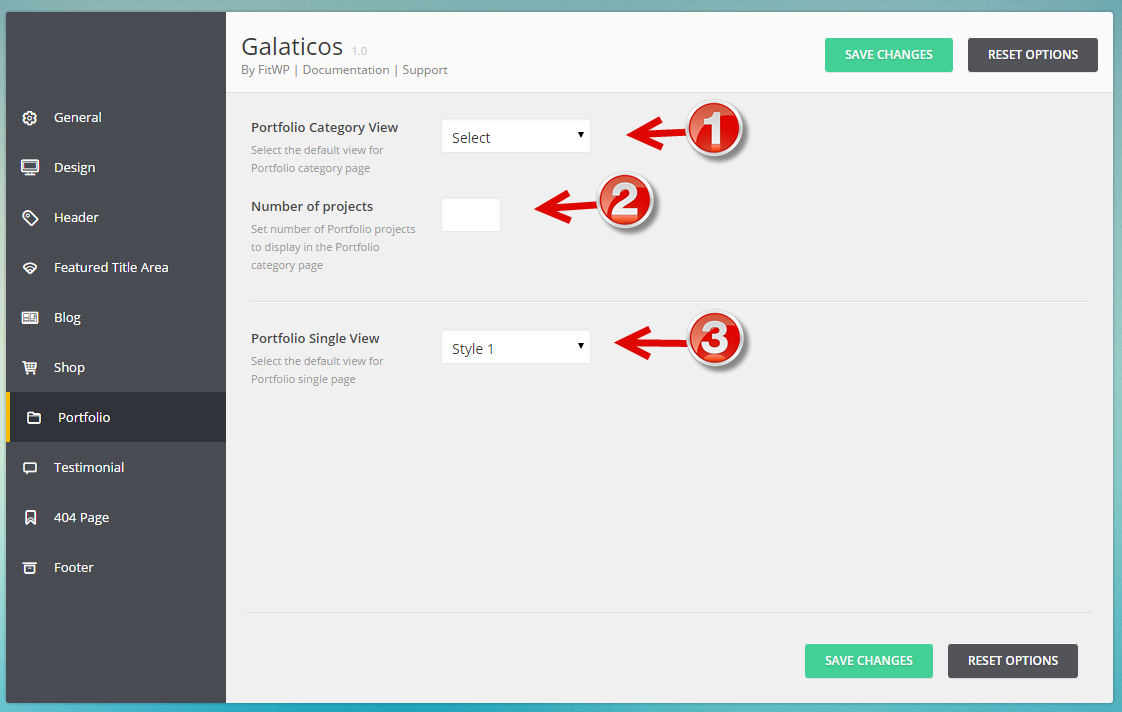 Galaticos 1.0
By FitWP | Documentation | Support
SAVE CHANGES
RESET OPTIONS
General
Design
Header
Featured Title Area
Blog
Shop
Portfolio
Testimonial
404 Page
Footer
Portfolio Category View
Select the default view for
Portfolio category page
Select
1
Number of projects
Set number of Portfolio projects
to display in the Portfolio
category page
2
Portfolio Single View
Select the default view for
Portfolio single page
Style 1
3
SAVE CHANGES
RESET OPTIONS